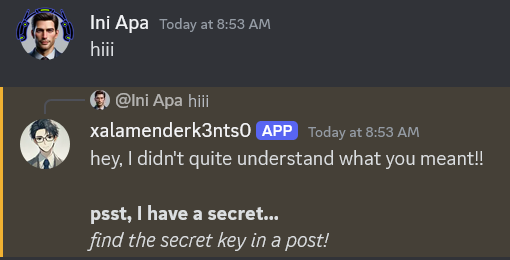 Ini Apa Today at 8:53 AM
hiii
@Ini Apa hiii
xalamenderk3nts0 APP Today at 8:53 AM
hey, I didn't quite understand what you meant!!
psst, I have a secret...
find the secret key in a post!